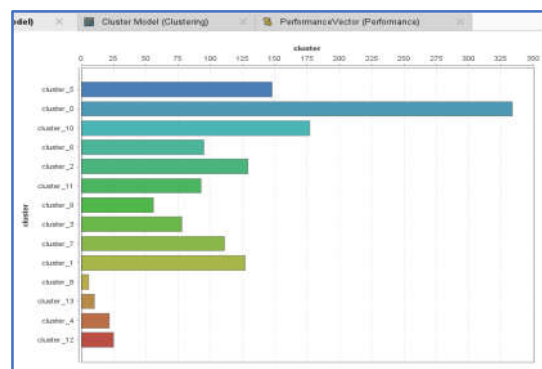 odel)
Cluster Model (Clustering)
PerformanceVector (Performance)
cluster
0 25 50 75 100 125 150 175 200 225 250 275 300 325 350
cluster_5
cluster_0
cluster_10
cluster_6
cluster_2
cluster_11
cluster_9
cluster_3
cluster_7
cluster_1
cluster_8
cluster_13
cluster_4
cluster_12
cluster